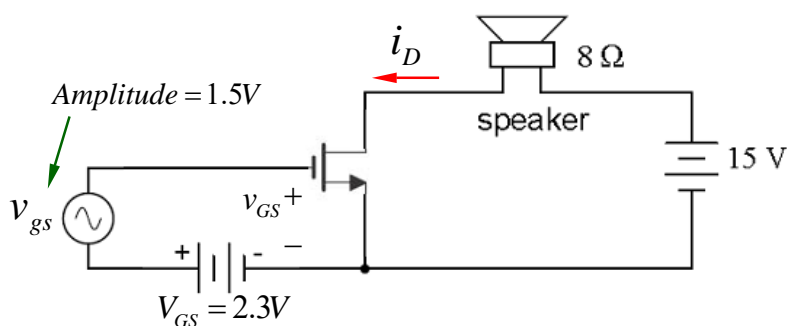 i_D
8 Ω
Amplitude = 1.5V
speaker
15 V
v_gs
v_GS +
+ - −
V_GS = 2.3V